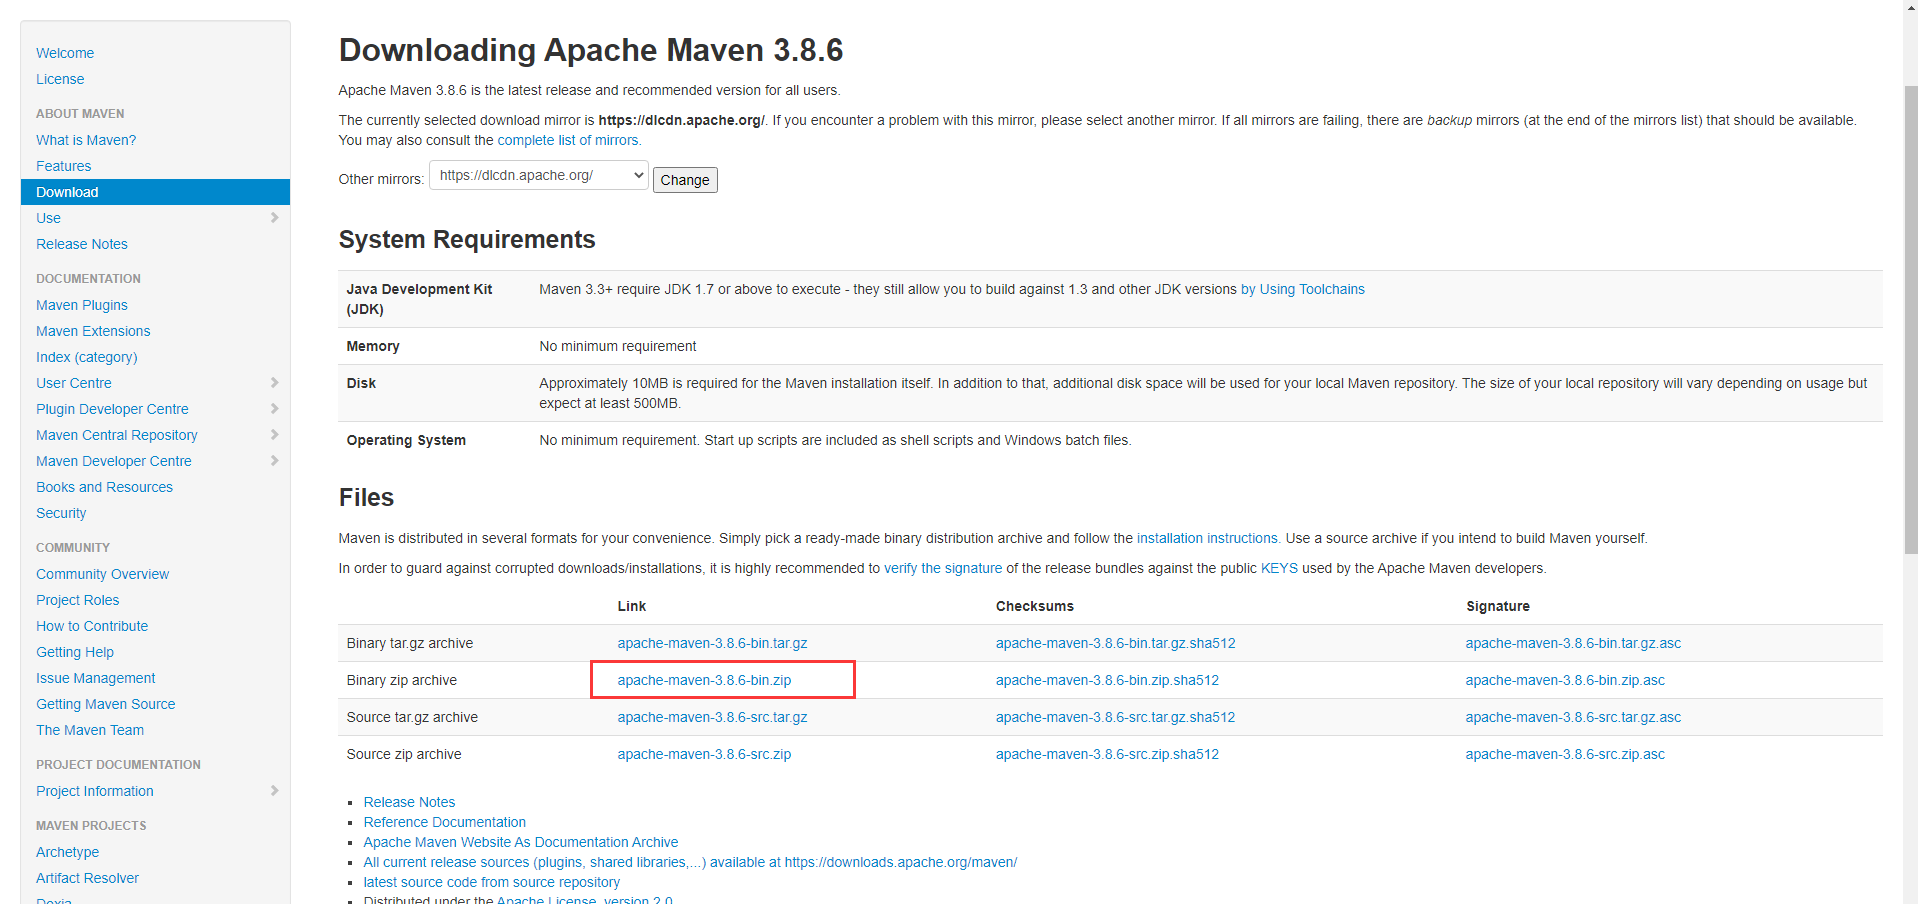 Welcome
License
ABOUT MAVEN
What is Maven?
Features
Download
Use
Release Notes
DOCUMENTATION
Maven Plugins
Maven Extensions
Index (category)
User Centre
Plugin Developer Centre
Maven Central Repository
Maven Developer Centre
Books and Resources
Security
COMMUNITY
Community Overview
Project Roles
How to Contribute
Getting Help
Issue Management
Getting Maven Source
The Maven Team
PROJECT DOCUMENTATION
Project Information
MAVEN PROJECTS
Archetype
Artifact Resolver
Doxia
Downloading Apache Maven 3.8.6
Apache Maven 3.8.6 is the latest release and recommended version for all users.
The currently selected download mirror is https://dlcdn.apache.org/. If you encounter a problem with this mirror, please select another mirror. If all mirrors are failing, there are backup mirrors (at the end of the mirrors list) that should be available.
You may also consult the complete list of mirrors.
Other mirrors: https://dlcdn.apache.org/ Change
System Requirements
Java Development Kit Maven 3.3+ require JDK 1.7 or above to execute - they still allow you to build against 1.3 and other JDK versions by Using Toolchains
(JDK)
Memory No minimum requirement
Disk Approximately 10MB is required for the Maven installation itself. In addition to that, additional disk space will be used for your local Maven repository. The size of your local repository will vary depending on usage but
expect at least 500MB.
Operating System No minimum requirement. Start up scripts are included as shell scripts and Windows batch files.
Files
Maven is distributed in several formats for your convenience. Simply pick a ready-made binary distribution archive and follow the installation instructions. Use a source archive if you intend to build Maven yourself.
In order to guard against corrupted downloads/installations, it is highly recommended to verify the signature of the release bundles against the public KEYS used by the Apache Maven developers.
Link Checksums Signature
Binary tar.gz archive apache-maven-3.8.6-bin.tar.gz apache-maven-3.8.6-bin.tar.gz.sha512 apache-maven-3.8.6-bin.tar.gz.asc
Binary zip archive apache-maven-3.8.6-bin.zip apache-maven-3.8.6-bin.zip.sha512 apache-maven-3.8.6-bin.zip.asc
Source tar.gz archive apache-maven-3.8.6-src.tar.gz apache-maven-3.8.6-src.tar.gz.sha512 apache-maven-3.8.6-src.tar.gz.asc
Source zip archive apache-maven-3.8.6-src.zip apache-maven-3.8.6-src.zip.sha512 apache-maven-3.8.6-src.zip.asc
Release Notes
Reference Documentation
Apache Maven Website As Documentation Archive
All current release sources (plugins, shared libraries,...) available at https://downloads.apache.org/maven/
latest source code from source repository
Distributed under the Apache License, version 2.0